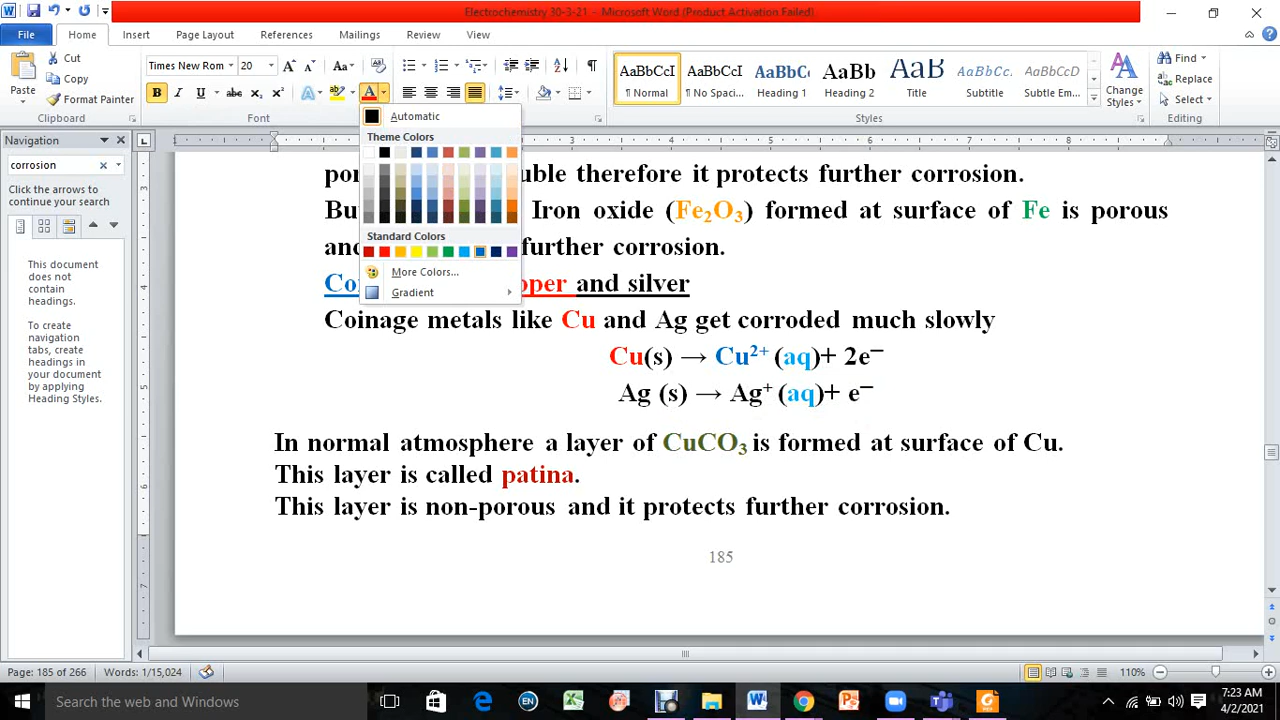 Electrochemistry 30-3-21 - Microsoft Word (Product Activation Failed)
File Home Insert Page Layout References Mailings Review View
Paste
Cut
Copy
Format Painter
Clipboard
Times New Rom 20
Font
AaBbCcI AaBbCcI AaBbCc AaBbCc AaB AaBbCc. AaBbCcD
¶ Normal ¶ No Spaci... Heading 1 Heading 2 Title Subtitle Subtle Em...
Styles
Change Styles
Find
Replace
Select
Editing
Navigation
corrosion
Click the arrows to continue your search
This document does not contain headings.
To create navigation tabs, create headings in your document by applying Heading Styles.
Automatic
Theme Colors
Standard Colors
More Colors...
Gradient
uble therefore it protects further corrosion.
Iron oxide (Fe₂O₃) formed at surface of Fe is porous
further corrosion.
and silver
Coinage metals like Cu and Ag get corroded much slowly
Cu(s) → Cu²⁺ (aq)+ 2e⁻
Ag (s) → Ag⁺ (aq)+ e⁻
In normal atmosphere a layer of CuCO₃ is formed at surface of Cu.
This layer is called patina.
This layer is non-porous and it protects further corrosion.
185
Page: 185 of 266 Words: 1/15,024 110%
Search the web and Windows
7:23 AM
4/2/2021